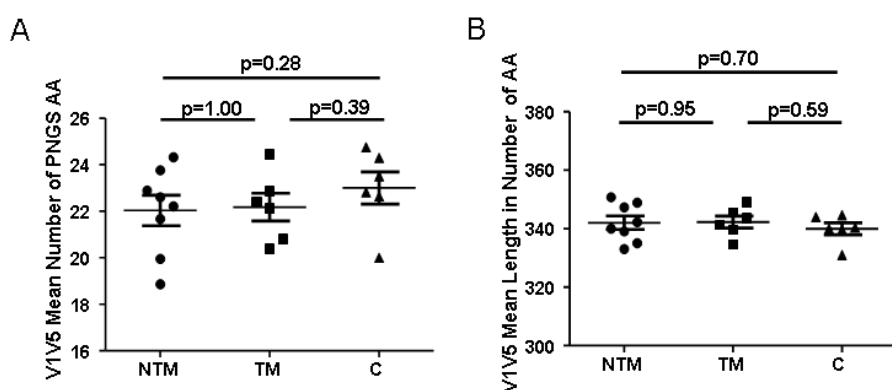 A
p=0.28
p=1.00
p=0.39
V1V5 Mean Number of PNGS AA
26
24
22
20
18
16
NTM
TM
C
B
p=0.70
p=0.95
p=0.59
V1V5 Mean Length in Number of AA
380
360
340
320
300
NTM
TM
C